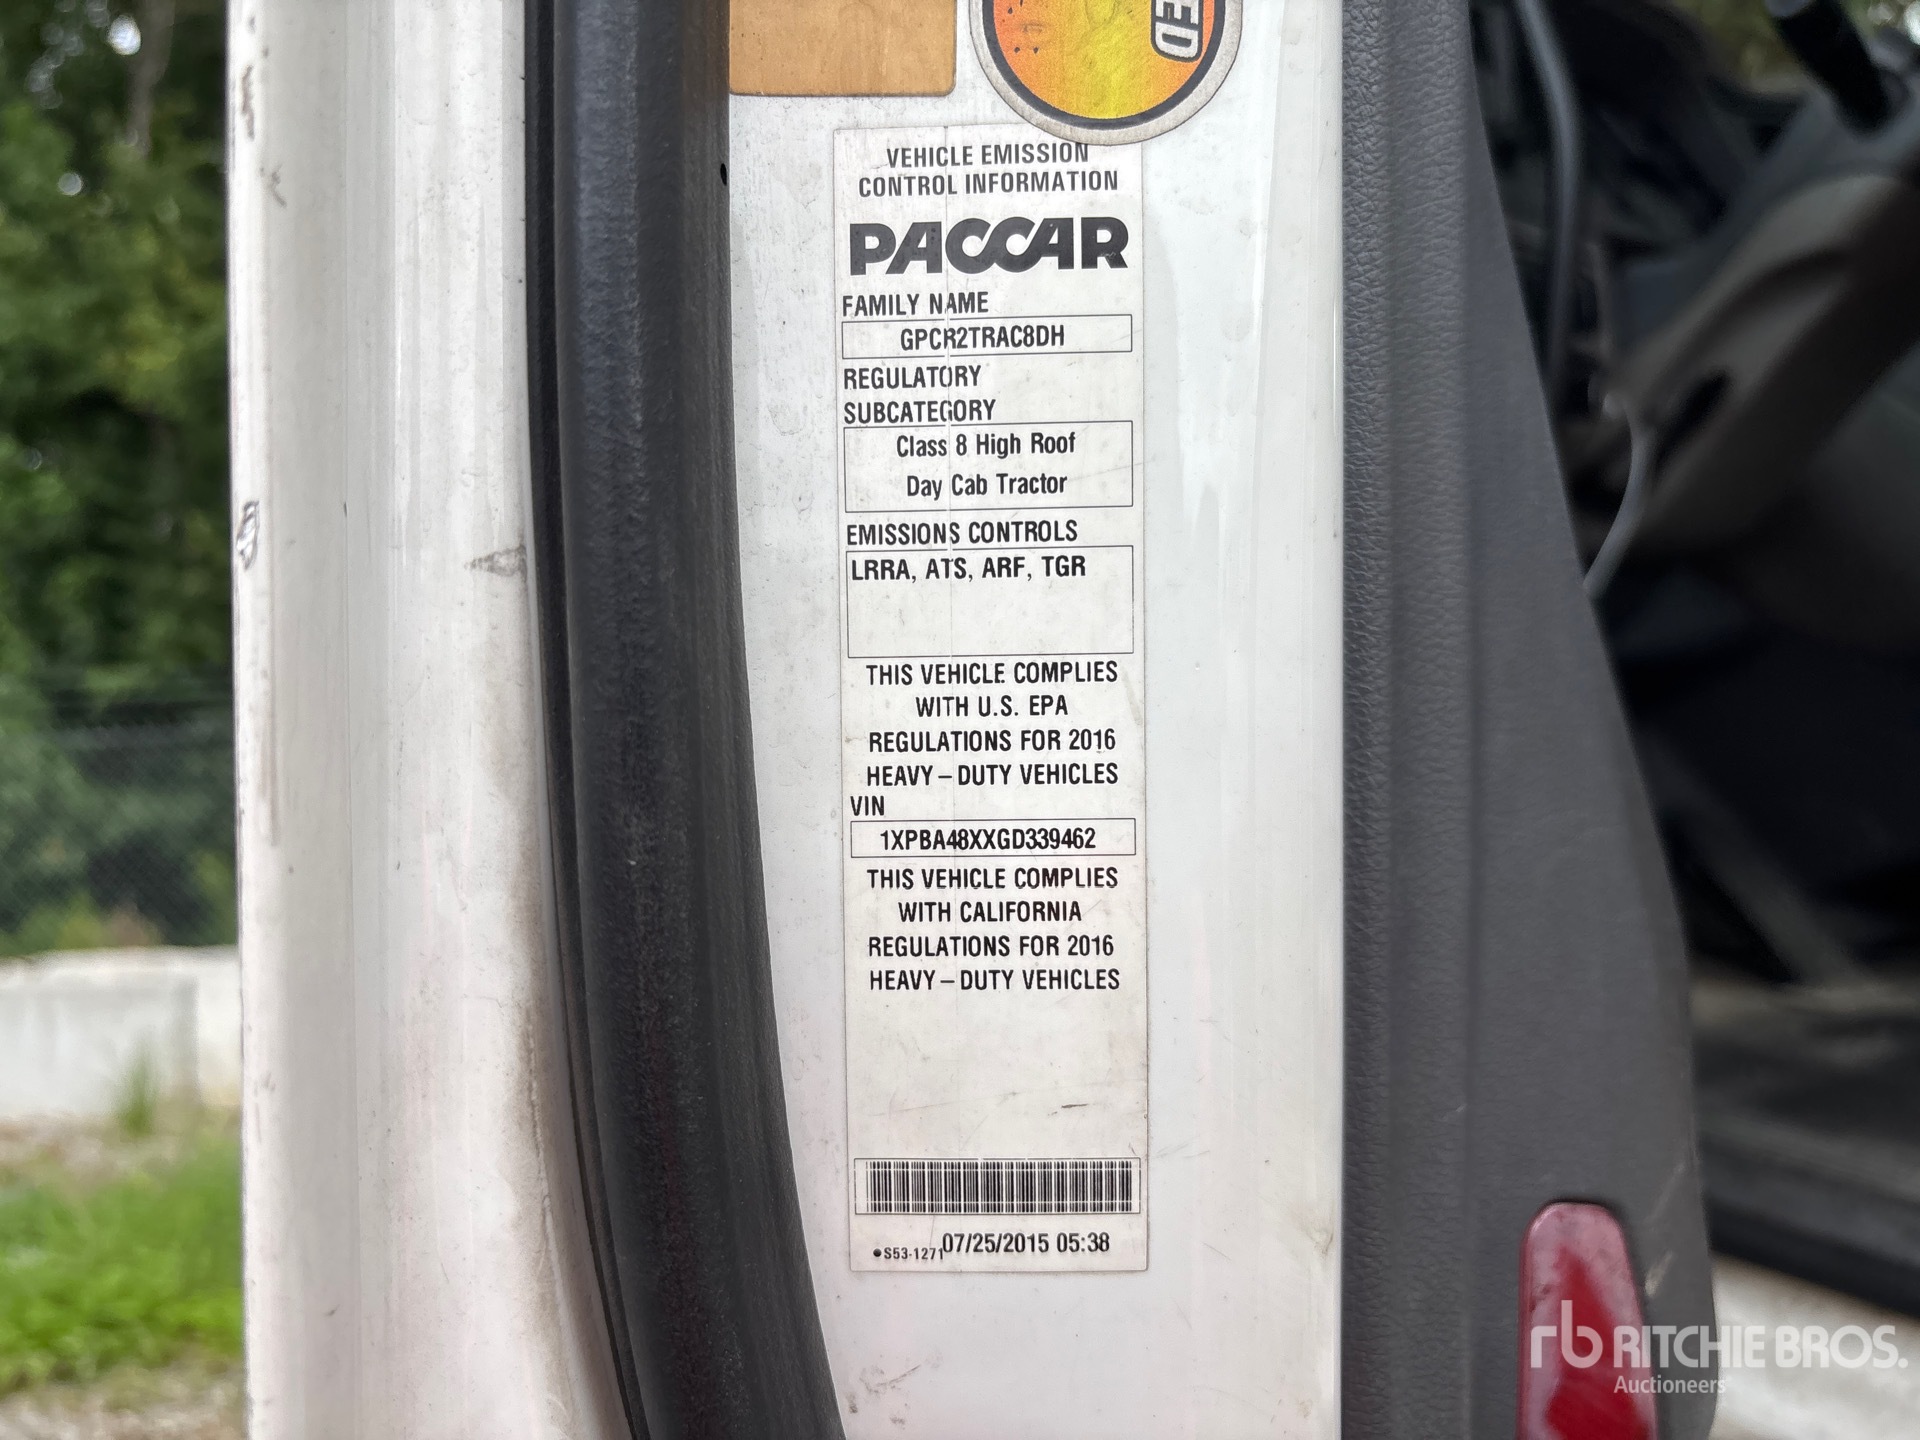 ED
VEHICLE EMISSION
CONTROL INFORMATION
PACCAR
FAMILY NAME
GPCR2TRAC8DH
REGULATORY
SUBCATEGORY
Class 8 High Roof
Day Cab Tractor
EMISSIONS CONTROLS
LRRA, ATS, ARF, TGR
THIS VEHICLE COMPLIES
WITH U.S. EPA
REGULATIONS FOR 2016
HEAVY – DUTY VEHICLES
VIN
1XPBA48XXGD339462
THIS VEHICLE COMPLIES
WITH CALIFORNIA
REGULATIONS FOR 2016
HEAVY – DUTY VEHICLES
•S53-1271 07/25/2015 05:38
rb RITCHIE BROS.
Auctioneers